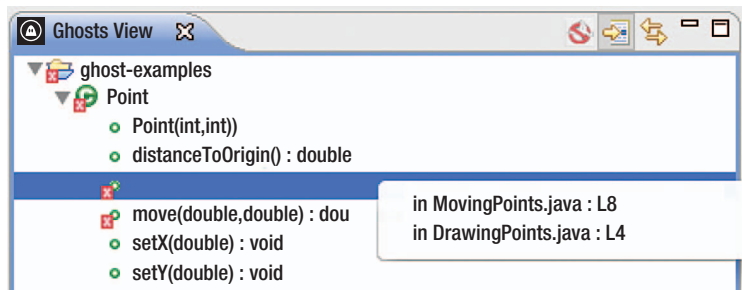 Ghosts View
ghost-examples
Point
Point(int,int))
distanceToOrigin() : double
move(double,double) : dou
setX(double) : void
setY(double) : void
in MovingPoints.java : L8
in DrawingPoints.java : L4